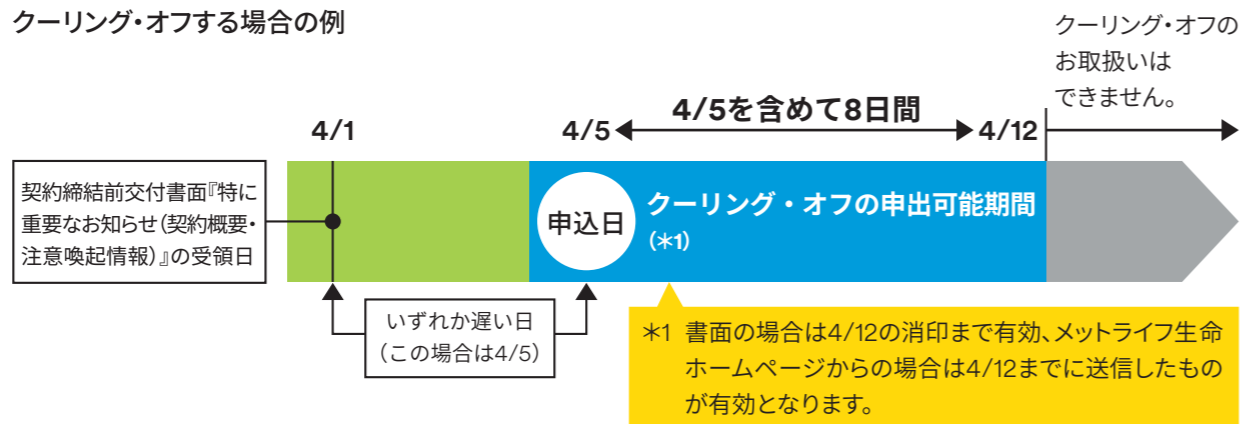 クーリング・オフする場合の例
クーリング・オフの
お取扱いは
できません。
4/1
4/5
4/5を含めて8日間
4/12
契約締結前交付書面『特に
重要なお知らせ(契約概要・
注意喚起情報)』の受領日
申込日
クーリング・オフの申出可能期間
(*1)
いずれか遅い日
(この場合は4/5)
*1 書面の場合は4/12の消印まで有効、メットライフ生命
ホームページからの場合は4/12までに送信したもの
が有効となります。